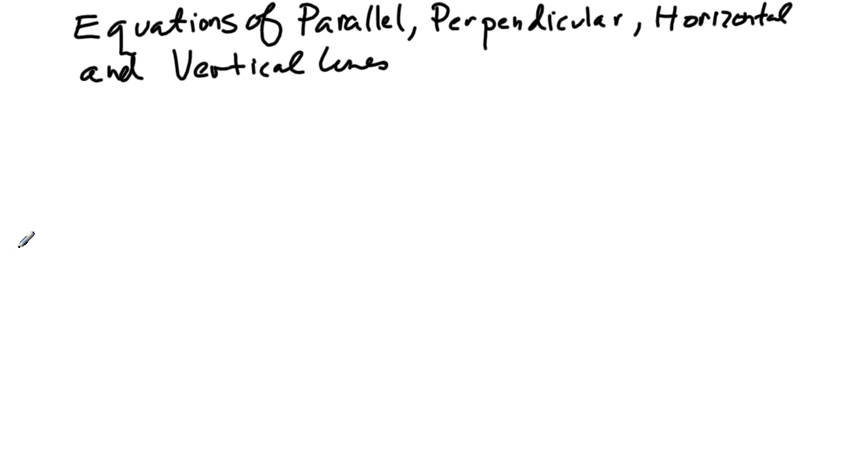 Equations of Parallel, Perpendicular, Horizontal
and Vertical lines